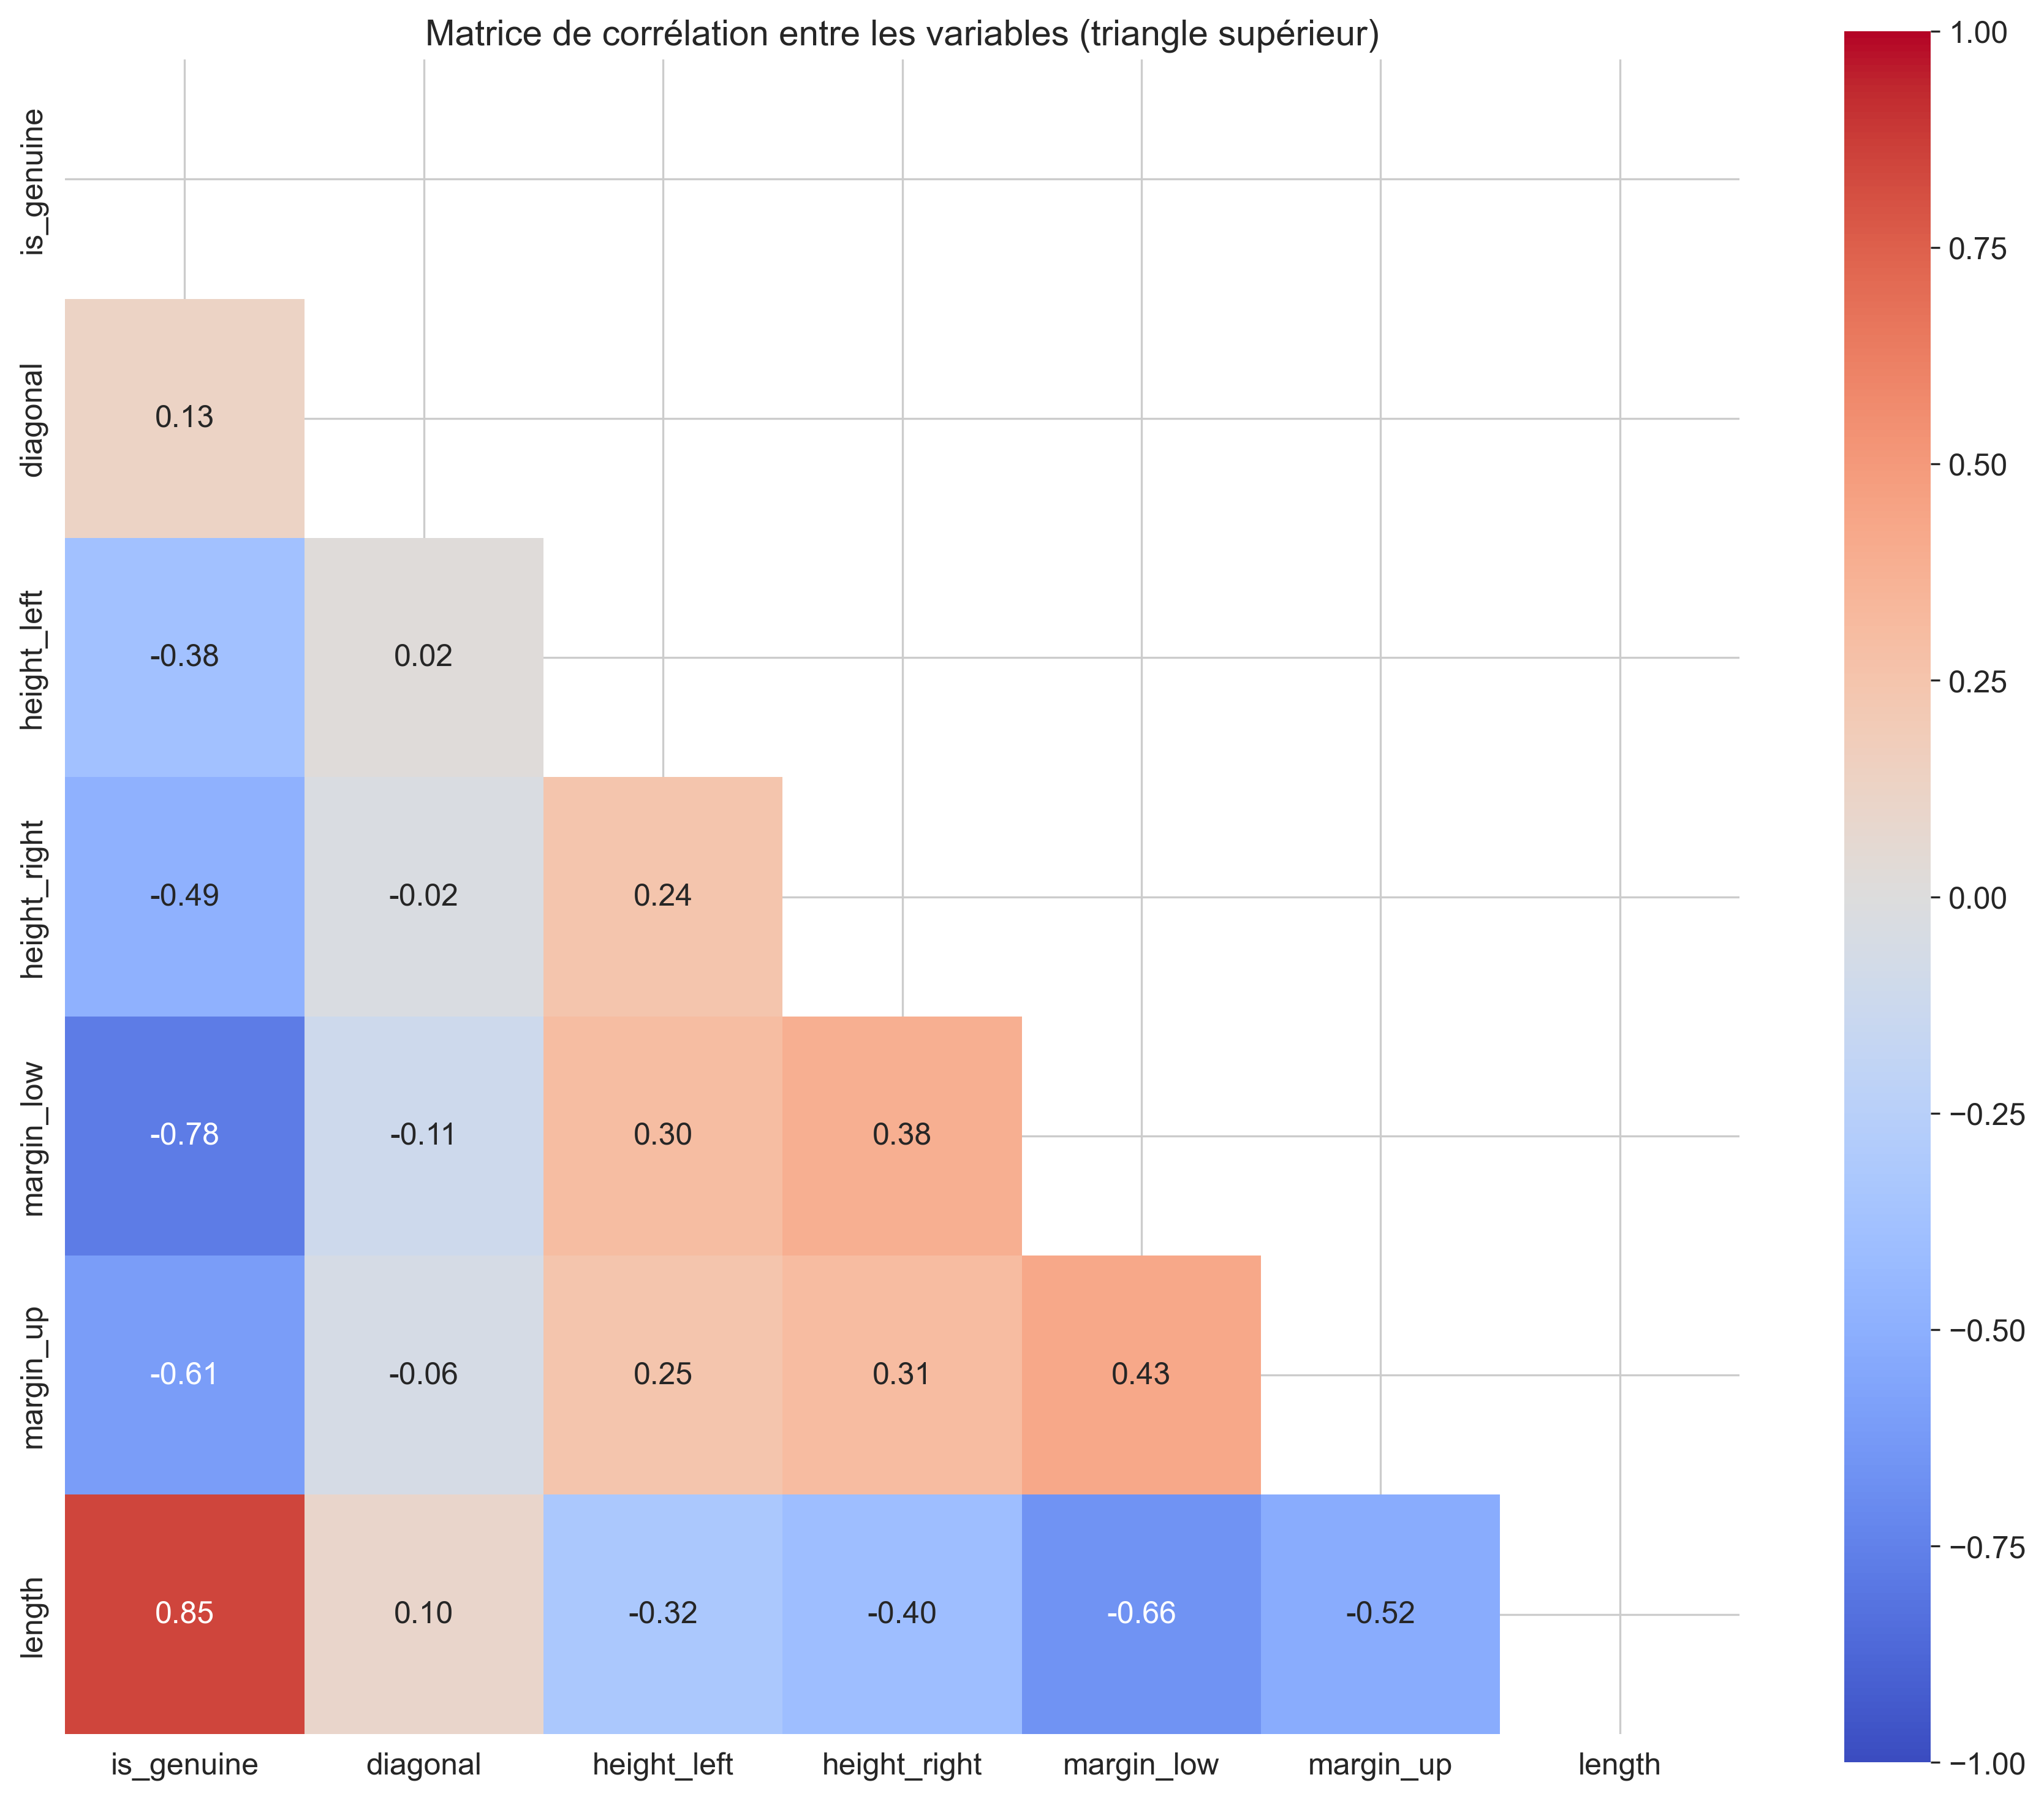 Matrice de corrélation entre les variables (triangle supérieur)
1.00
is_genuine
0.75
diagonal
0.13
0.50
height_left
-0.38 0.02
0.25
height_right
-0.49 -0.02 0.24
0.00
margin_low
-0.78 -0.11 0.30 0.38
−0.25
margin_up
-0.61 -0.06 0.25 0.31 0.43
−0.50
length
0.85 0.10 -0.32 -0.40 -0.66 -0.52
−0.75
−1.00
is_genuine diagonal height_left height_right margin_low margin_up length